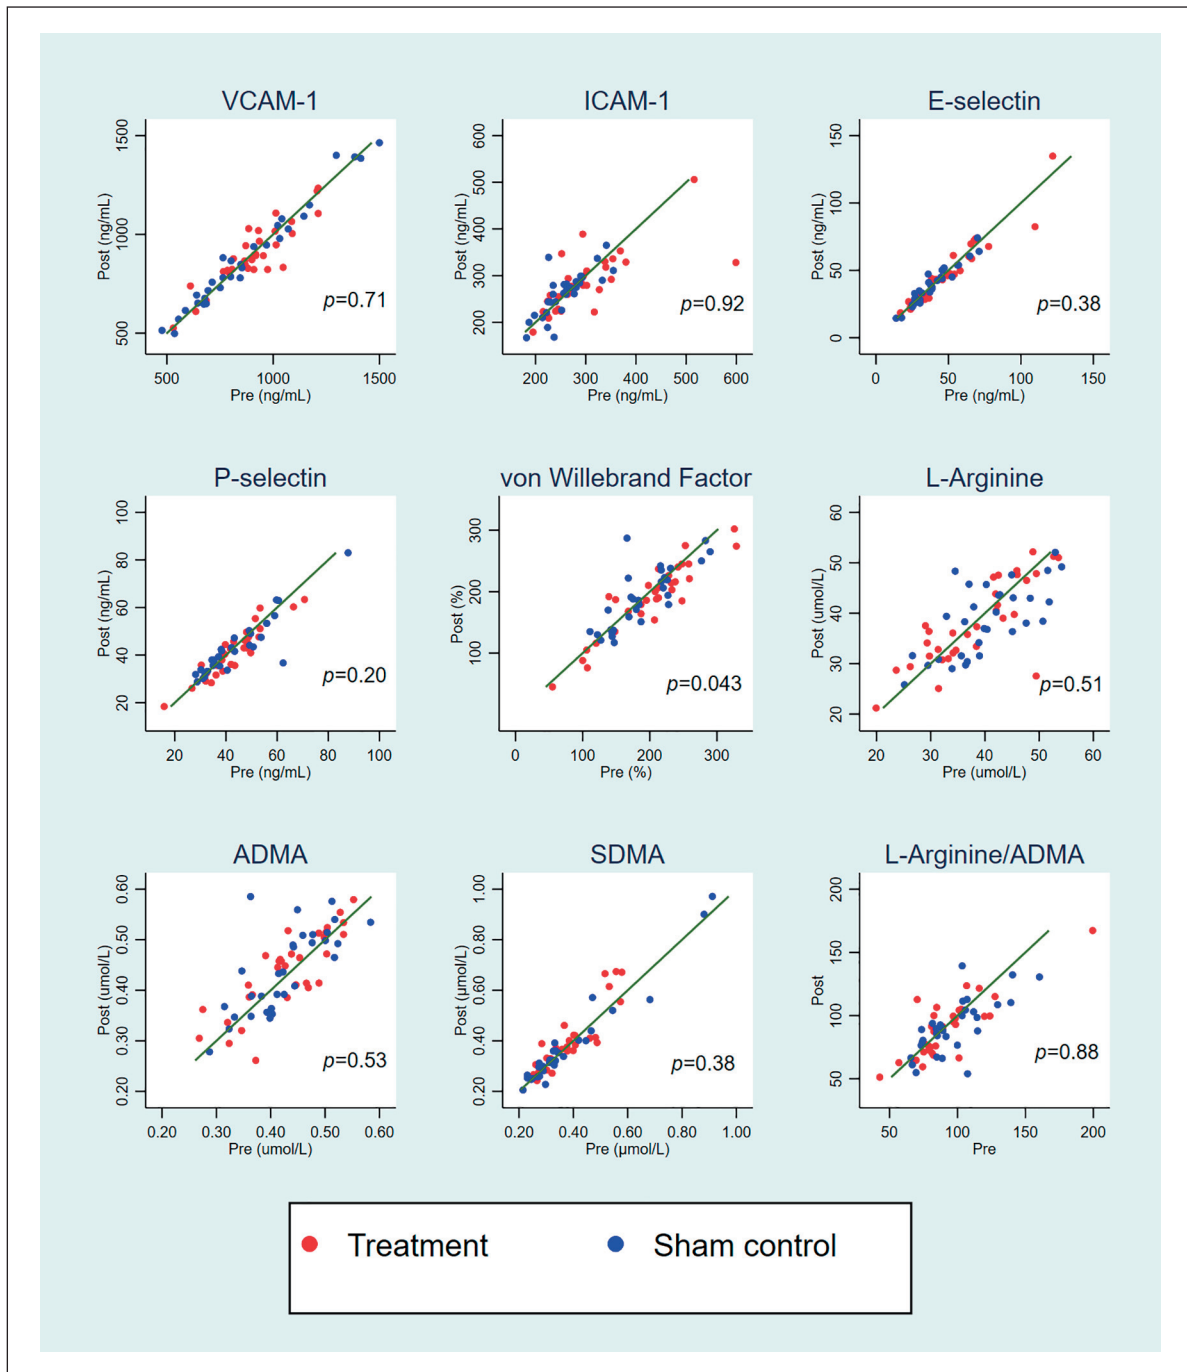 VCAM-1
1500
1000
500
Post (ng/mL)
p=0.71
500 1000 1500
Pre (ng/mL)
ICAM-1
600
500
400
300
200
Post (ng/mL)
p=0.92
200 300 400 500 600
Pre (ng/mL)
E-selectin
150
100
50
0
Post (ng/mL)
p=0.38
0 50 100 150
Pre (ng/mL)
P-selectin
100
80
60
40
20
Post (ng/mL)
p=0.20
20 40 60 80 100
Pre (ng/mL)
von Willebrand Factor
300
200
100
Post (%)
p=0.043
0 100 200 300
Pre (%)
L-Arginine
60
50
40
30
20
Post (umol/L)
p=0.51
20 30 40 50 60
Pre (umol/L)
ADMA
0.60
0.50
0.40
0.30
0.20
Post (umol/L)
p=0.53
0.20 0.30 0.40 0.50 0.60
Pre (umol/L)
SDMA
1.00
0.80
0.60
0.40
0.20
Post (µmol/L)
p=0.38
0.20 0.40 0.60 0.80 1.00
Pre (µmol/L)
L-Arginine/ADMA
200
150
100
50
Post
p=0.88
50 100 150 200
Pre
Treatment Sham control